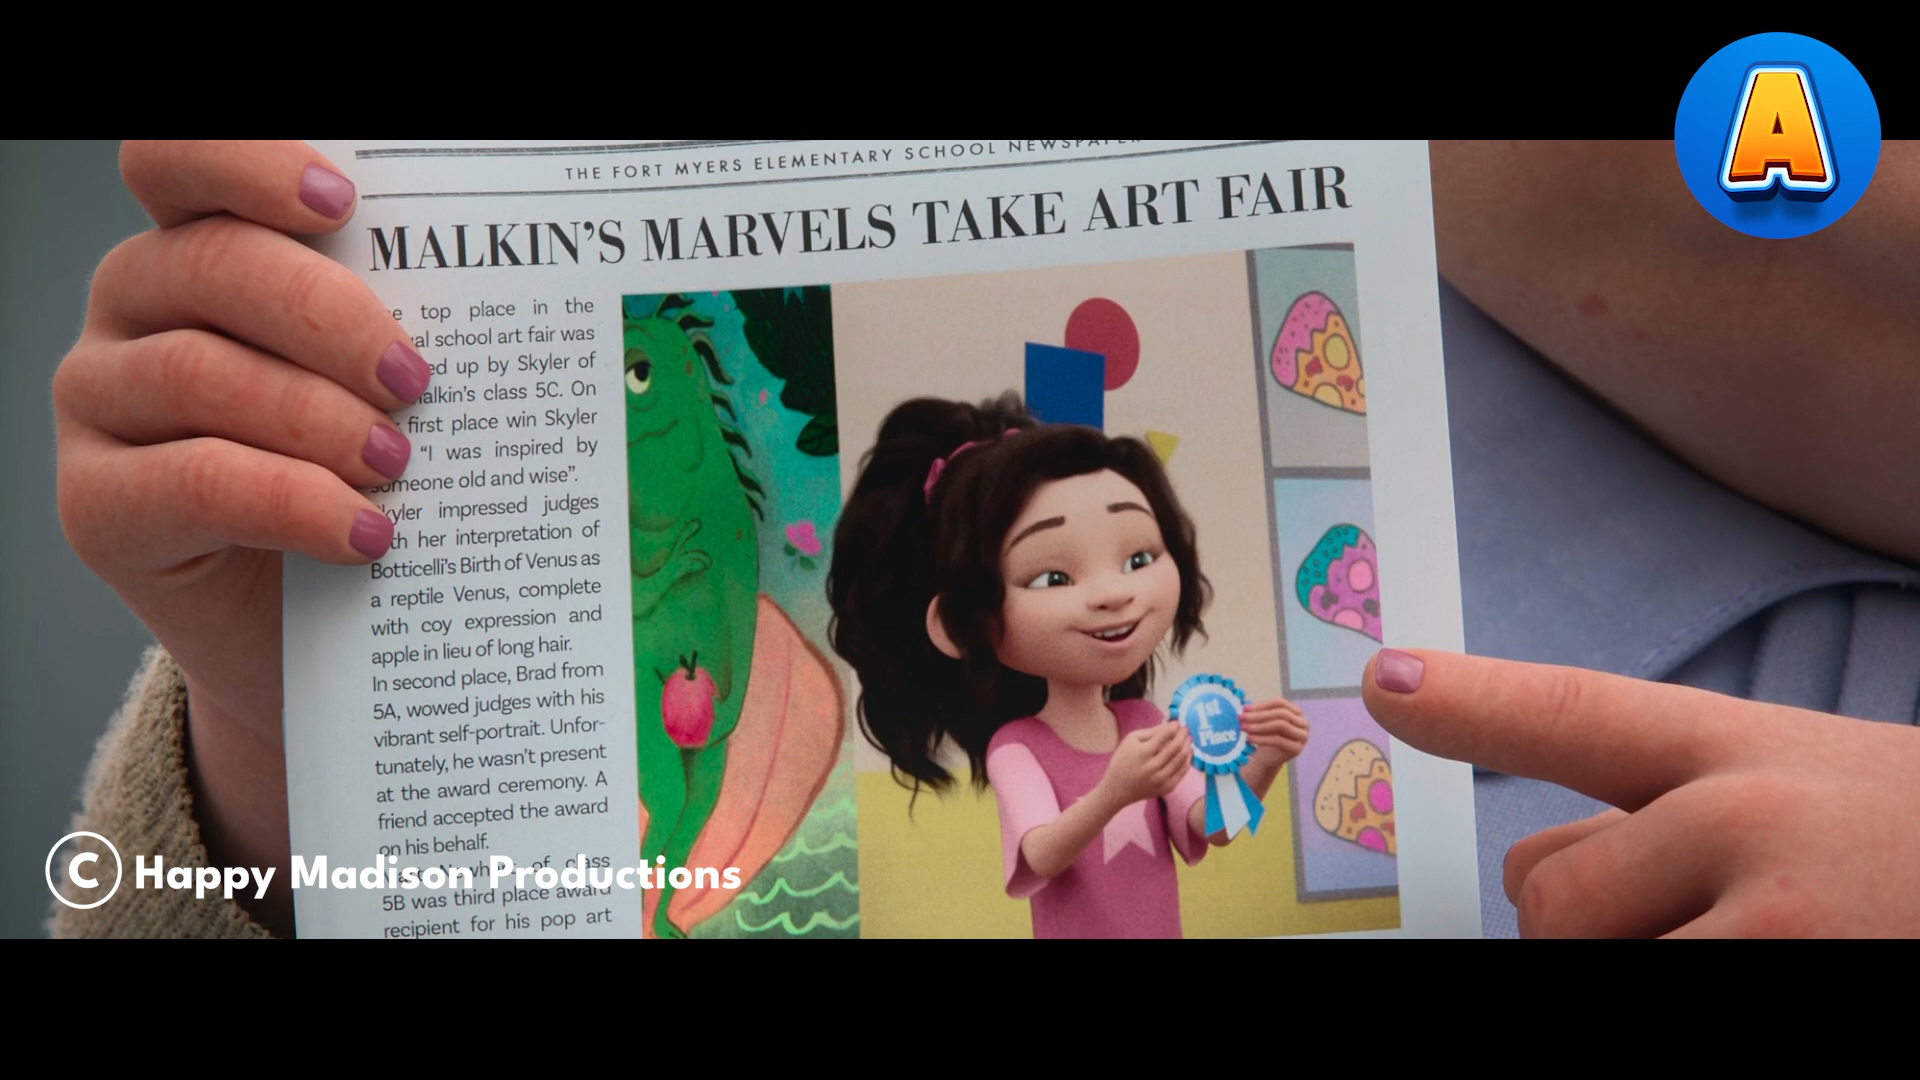 THE FORT MYERS ELEMENTARY SCHOOL NEWSPAPER
MALKIN'S MARVELS TAKE ART FAIR
top place in the
school art fair was
up by Skyler of
class 5C. On
first place win Skyler
“I was inspired by
someone old and wise”.
Skyler impressed judges
with her interpretation of
Botticelli's Birth of Venus as
a reptile Venus, complete
with coy expression and
apple in lieu of long hair.
In second place, Brad from
5A, wowed judges with his
vibrant self-portrait. Unfor-
tunately, he wasn't present
at the award ceremony. A
friend accepted the award
on his behalf.
of class
5B was third place award
recipient for his pop art
1st
Place
A
© Happy Madison Productions